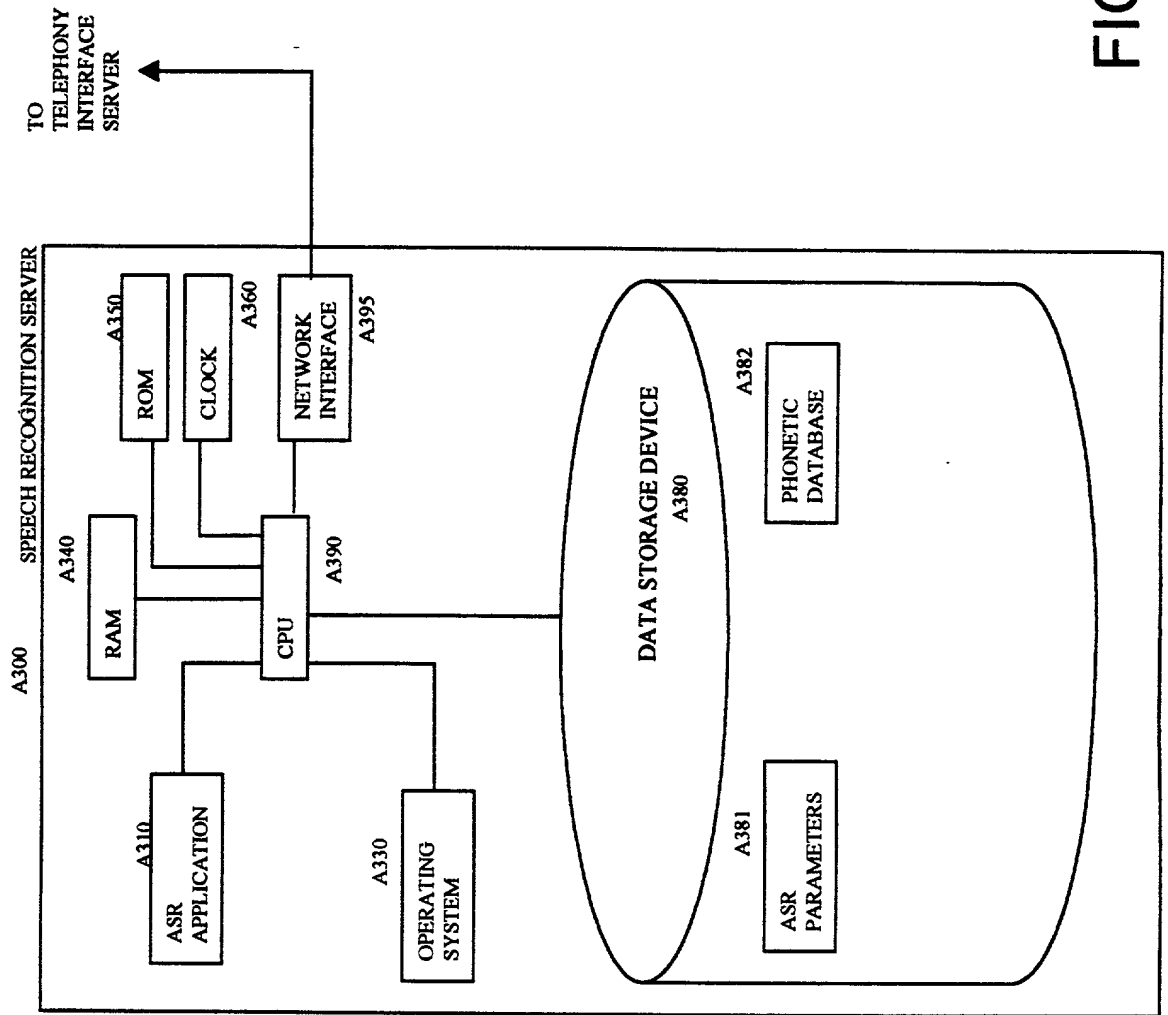 A300
SPEECH RECOGNITION SERVER
TO
TELEPHONY
INTERFACE
SERVER
A310
ASR
APPLICATION
A340
RAM
A350
ROM
A360
CLOCK
A330
OPERATING
SYSTEM
CPU
A390
NETWORK
INTERFACE
A395
DATA STORAGE DEVICE
A380
A381
ASR
PARAMETERS
A382
PHONETIC
DATABASE